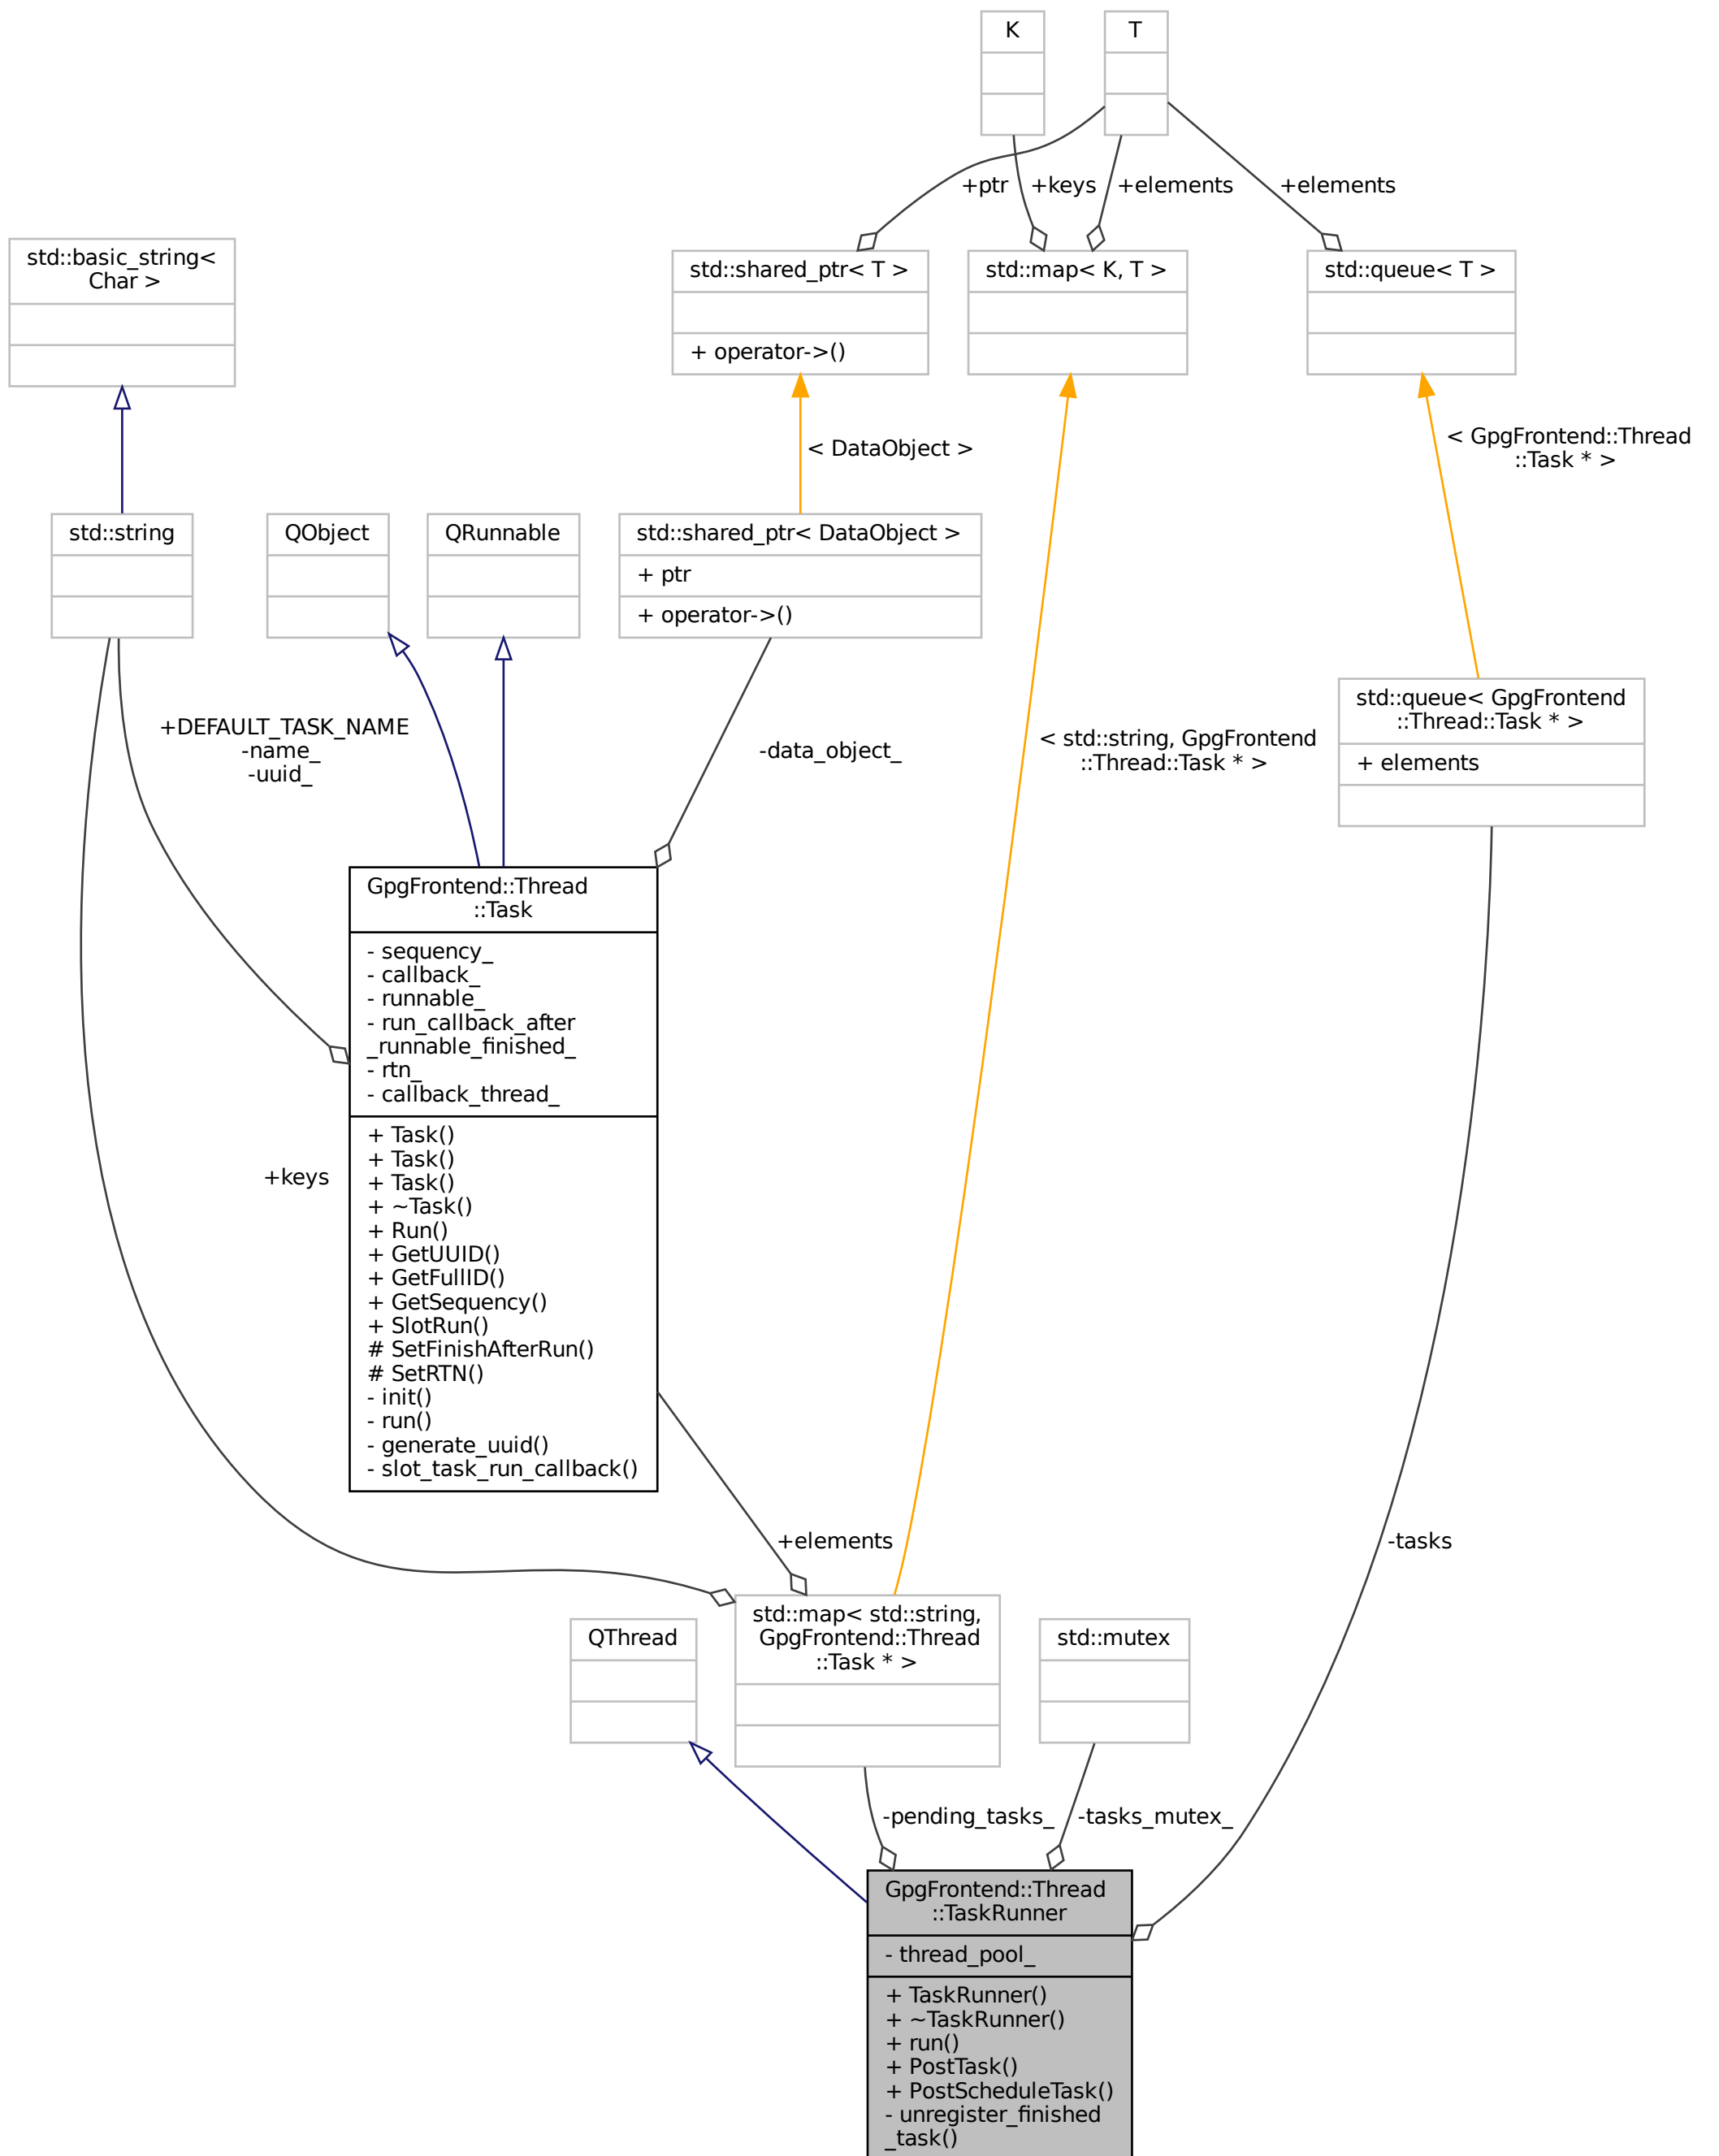 K
T
+ptr
+keys
+elements
+elements
std::basic_string<
Char >
std::shared_ptr< T >
+ operator->()
std::map< K, T >
std::queue< T >
< DataObject >
< GpgFrontend::Thread
::Task * >
std::string
QObject
QRunnable
std::shared_ptr< DataObject >
+ ptr
+ operator->()
std::queue< GpgFrontend
::Thread::Task * >
+ elements
+DEFAULT_TASK_NAME
-name_
-uuid_
-data_object_
< std::string, GpgFrontend
::Thread::Task * >
GpgFrontend::Thread
::Task
- sequency_
- callback_
- runnable_
- run_callback_after
_runnable_finished_
- rtn_
- callback_thread_
+ Task()
+ Task()
+ Task()
+ ~Task()
+ Run()
+ GetUUID()
+ GetFullID()
+ GetSequency()
+ SlotRun()
# SetFinishAfterRun()
# SetRTN()
- init()
- run()
- generate_uuid()
- slot_task_run_callback()
+keys
+elements
-tasks
QThread
std::map< std::string,
GpgFrontend::Thread
::Task * >
std::mutex
-pending_tasks_
-tasks_mutex_
GpgFrontend::Thread
::TaskRunner
- thread_pool_
+ TaskRunner()
+ ~TaskRunner()
+ run()
+ PostTask()
+ PostScheduleTask()
- unregister_finished
_task()